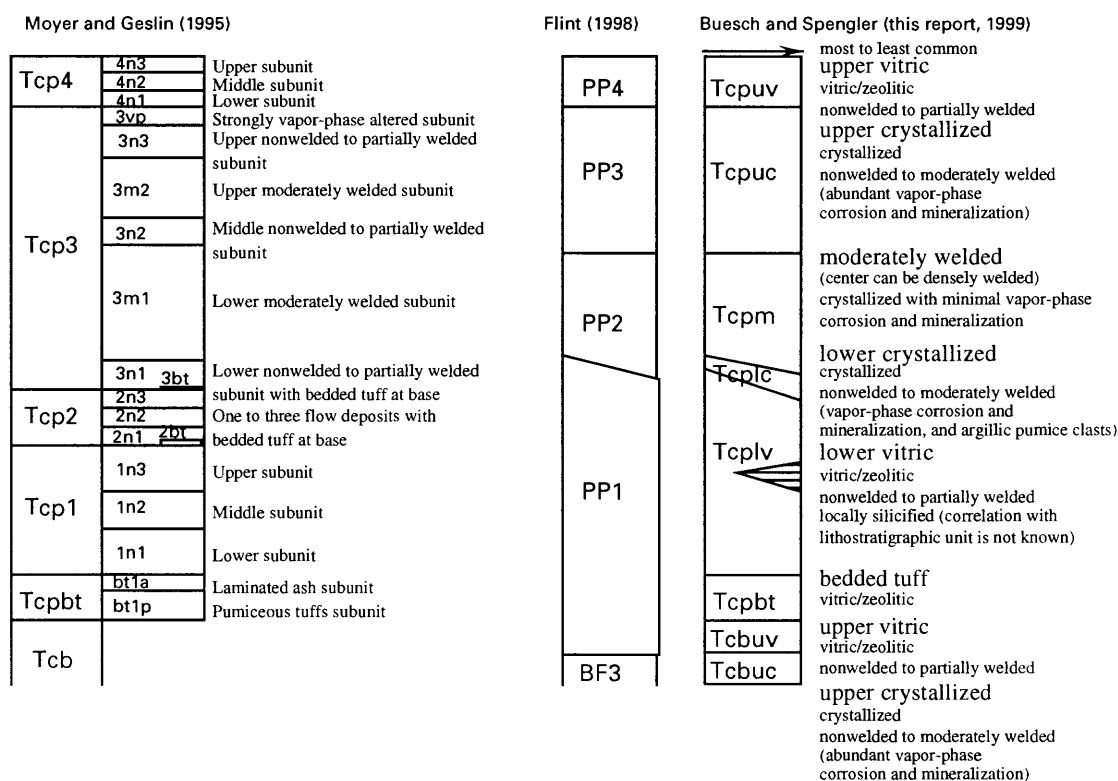 Moyer and Geslin (1995)
Tcp4
4n3
Upper subunit
4n2
Middle subunit
4n1
Lower subunit
Tcp3
3vp
Strongly vapor-phase altered subunit
3n3
Upper nonwelded to partially welded
subunit
3m2
Upper moderately welded subunit
3n2
Middle nonwelded to partially welded
subunit
3m1
Lower moderately welded subunit
3n1
3bt
Lower nonwelded to partially welded
subunit with bedded tuff at base
Tcp2
2n3
2n2
One to three flow deposits with
2n1
2bt
bedded tuff at base
Tcp1
1n3
Upper subunit
1n2
Middle subunit
1n1
Lower subunit
Tcpbt
bt1a
Laminated ash subunit
bt1p
Pumiceous tuffs subunit
Tcb
Flint (1998)
PP4
PP3
PP2
PP1
BF3
Buesch and Spengler (this report, 1999)
most to least common
Tcpuv
upper vitric
vitric/zeolitic
nonwelded to partially welded
Tcpuc
upper crystallized
crystallized
nonwelded to moderately welded
(abundant vapor-phase
corrosion and mineralization)
Tcpm
moderately welded
(center can be densely welded)
crystallized with minimal vapor-phase
corrosion and mineralization
Tcplc
lower crystallized
crystallized
nonwelded to moderately welded
(vapor-phase corrosion and
mineralization, and argillic pumice clasts)
Tcplv
lower vitric
vitric/zeolitic
nonwelded to partially welded
locally silicified (correlation with
lithostratigraphic unit is not known)
Tcpbt
bedded tuff
vitric/zeolitic
Tcbuv
upper vitric
vitric/zeolitic
nonwelded to partially welded
Tcbuc
upper crystallized
crystallized
nonwelded to moderately welded
(abundant vapor-phase
corrosion and mineralization)